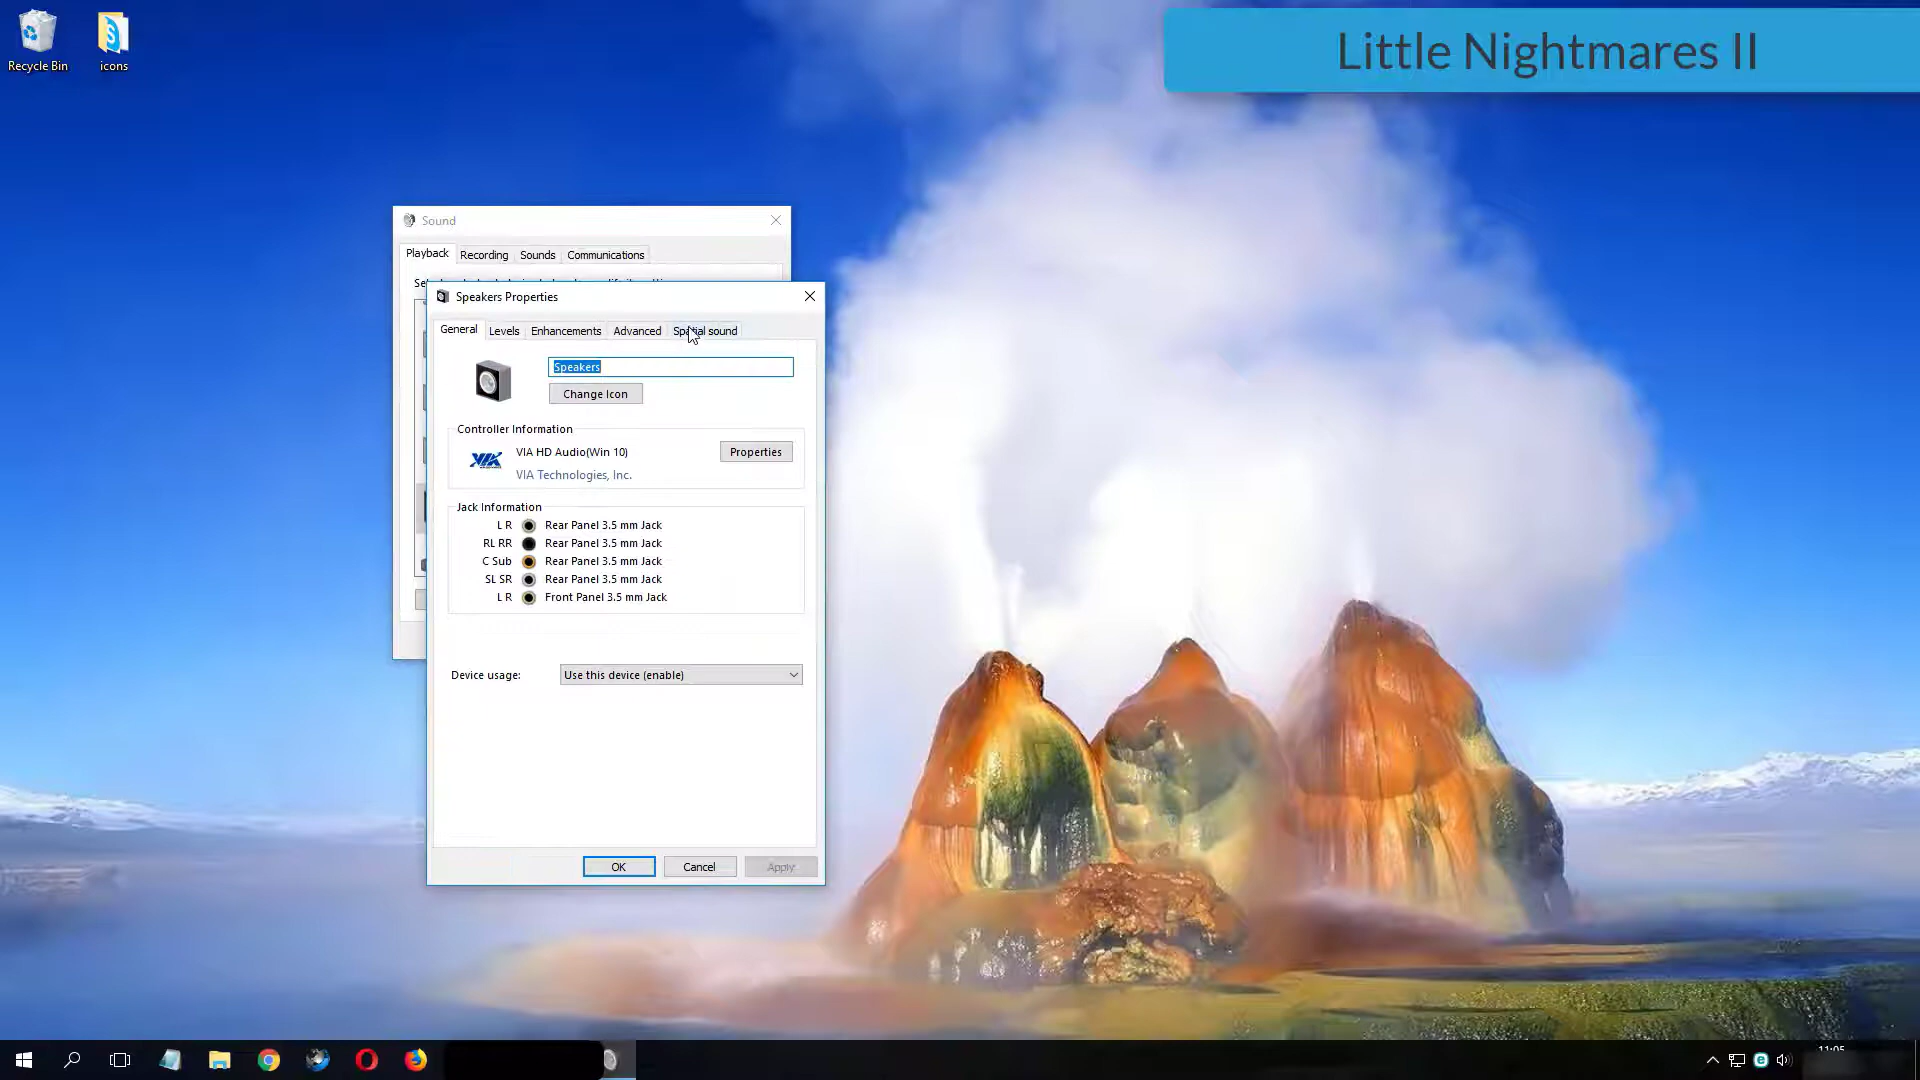 Recycle Bin
icons
Little Nightmares II
Sound
Playback
Recording
Sounds
Communications
Speakers Properties
General
Levels
Enhancements
Advanced
Spatial sound
Speakers
Change Icon
Controller Information
VIA HD Audio(Win 10)
Properties
VIA Technologies, Inc.
Jack Information
L R Rear Panel 3.5 mm Jack
RL RR Rear Panel 3.5 mm Jack
C Sub Rear Panel 3.5 mm Jack
SL SR Rear Panel 3.5 mm Jack
L R Front Panel 3.5 mm Jack
Device usage:
Use this device (enable)
OK
Cancel
Apply